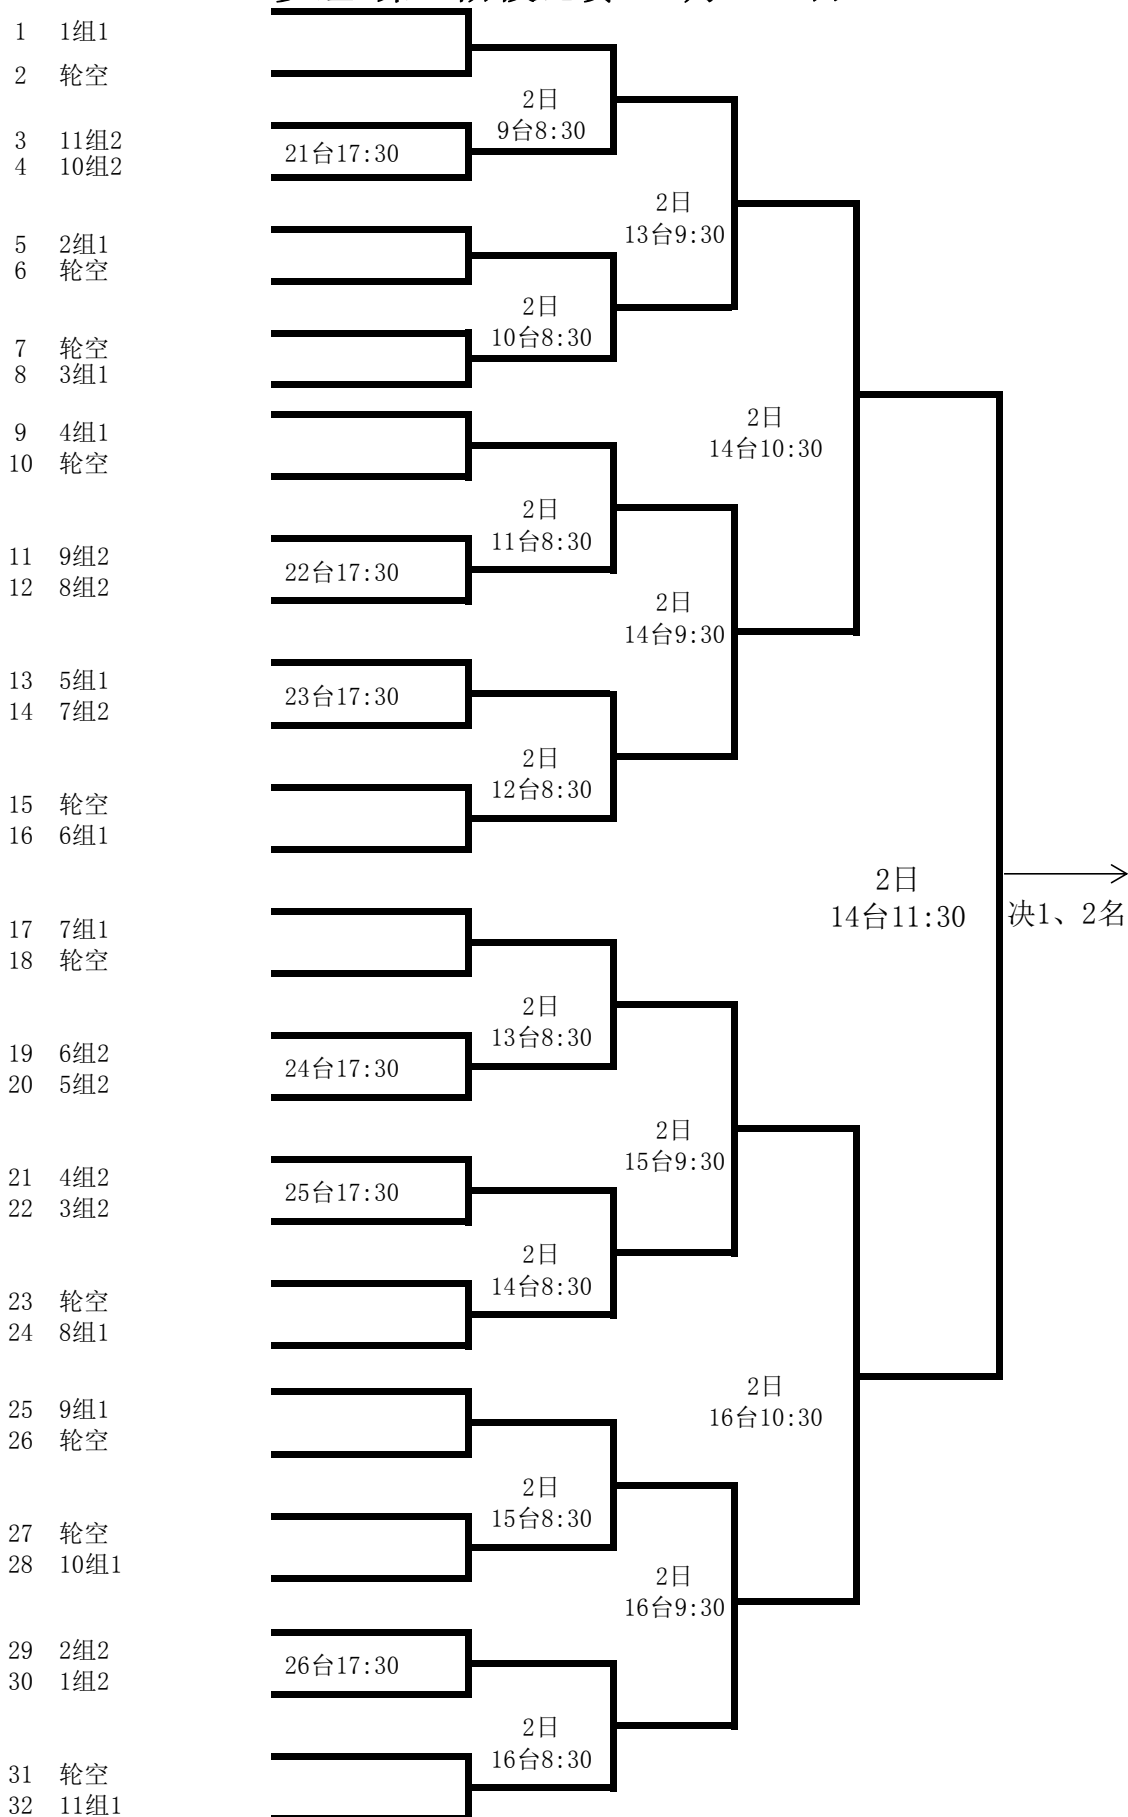 1 1组1
2 轮空
2日
9台8:30
3 11组2
21台17:30
4 10组2
2日
13台9:30
5 2组1
6 轮空
2日
10台8:30
7 轮空
8 3组1
2日
14台10:30
9 4组1
10 轮空
2日
11台8:30
11 9组2
22台17:30
12 8组2
2日
14台9:30
13 5组1
23台17:30
14 7组2
2日
12台8:30
15 轮空
16 6组1
2日
14台11:30
决1、2名
17 7组1
18 轮空
2日
13台8:30
19 6组2
24台17:30
20 5组2
2日
15台9:30
21 4组2
25台17:30
22 3组2
2日
14台8:30
23 轮空
24 8组1
2日
16台10:30
25 9组1
26 轮空
2日
15台8:30
27 轮空
28 10组1
2日
16台9:30
29 2组2
26台17:30
30 1组2
2日
16台8:30
31 轮空
32 11组1